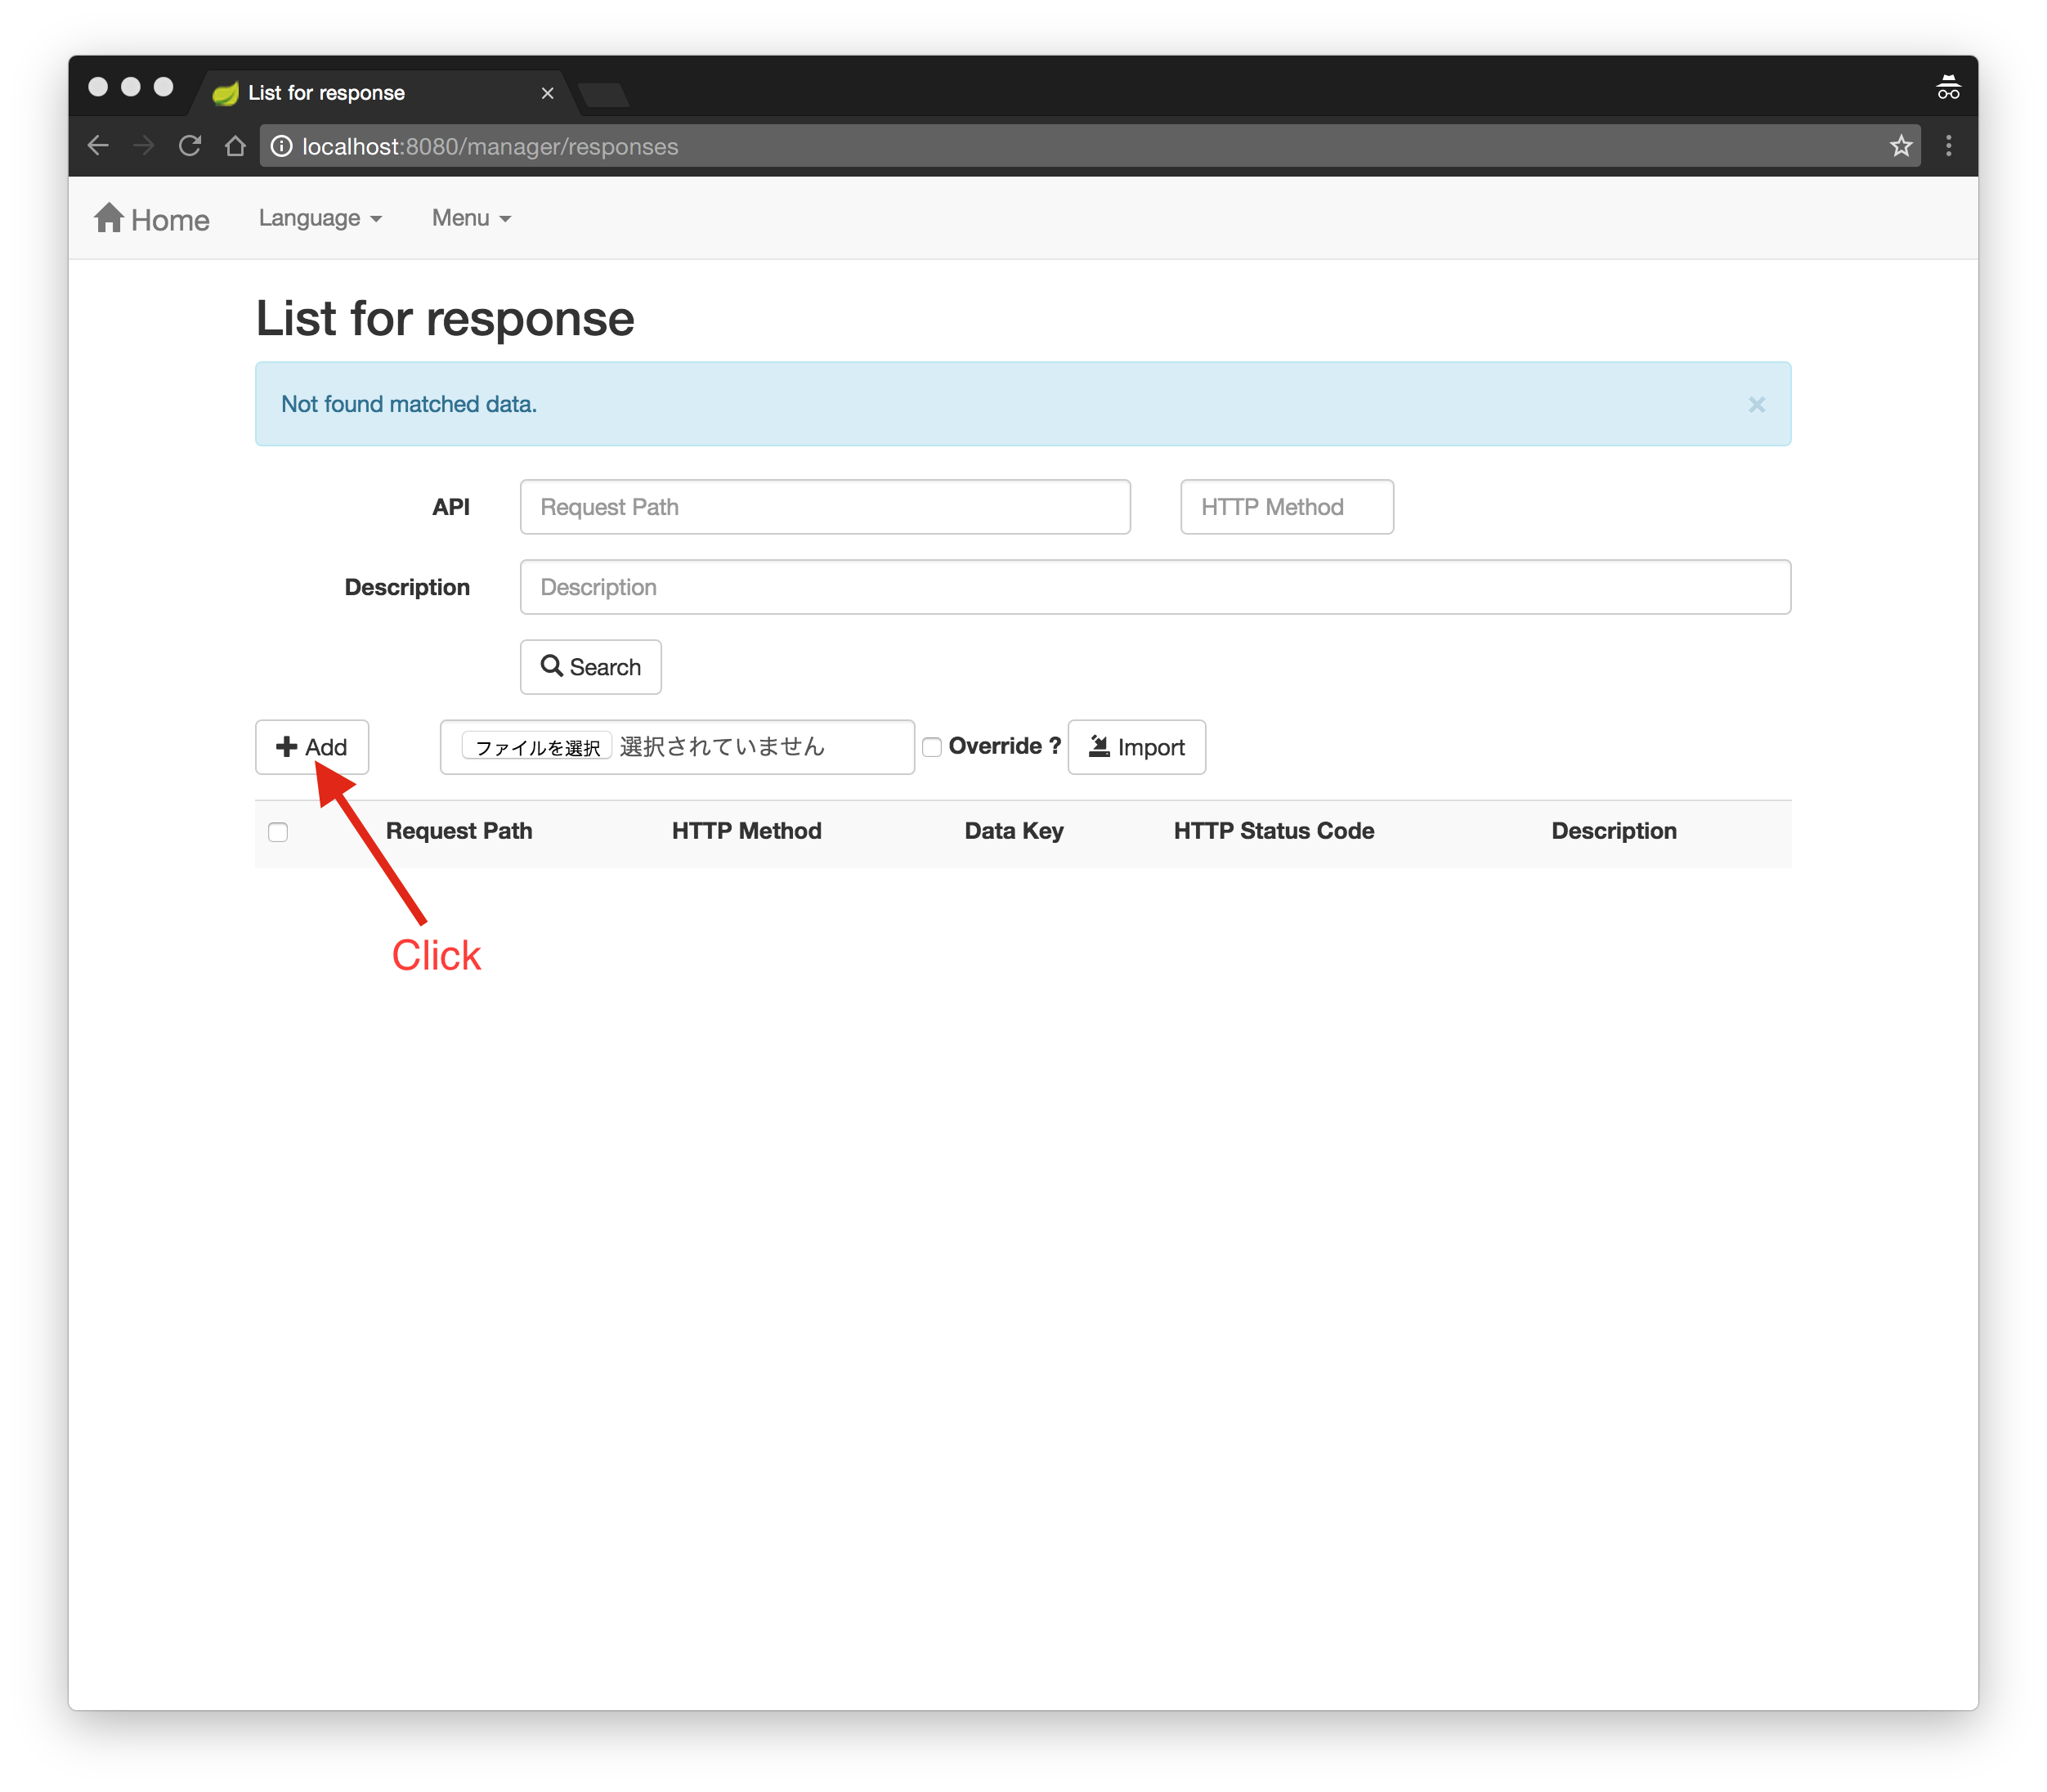 List for response
localhost:8080/manager/responses
Home Language Menu
List for response
Not found matched data.
API Request Path HTTP Method
Description Description
Search
Add ファイルを選択 選択されていません Override ? Import
Request Path HTTP Method Data Key HTTP Status Code Description
Click